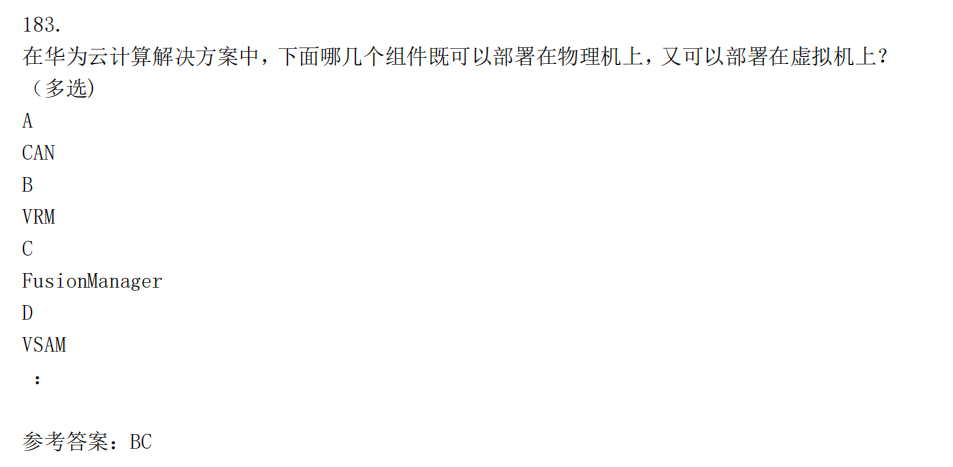 183.
在华为云计算解决方案中，下面哪几个组件既可以部署在物理机上，又可以部署在虚拟机上？
（多选)
A
CAN
B
VRM
C
FusionManager
D
VSAM
：
参考答案：BC